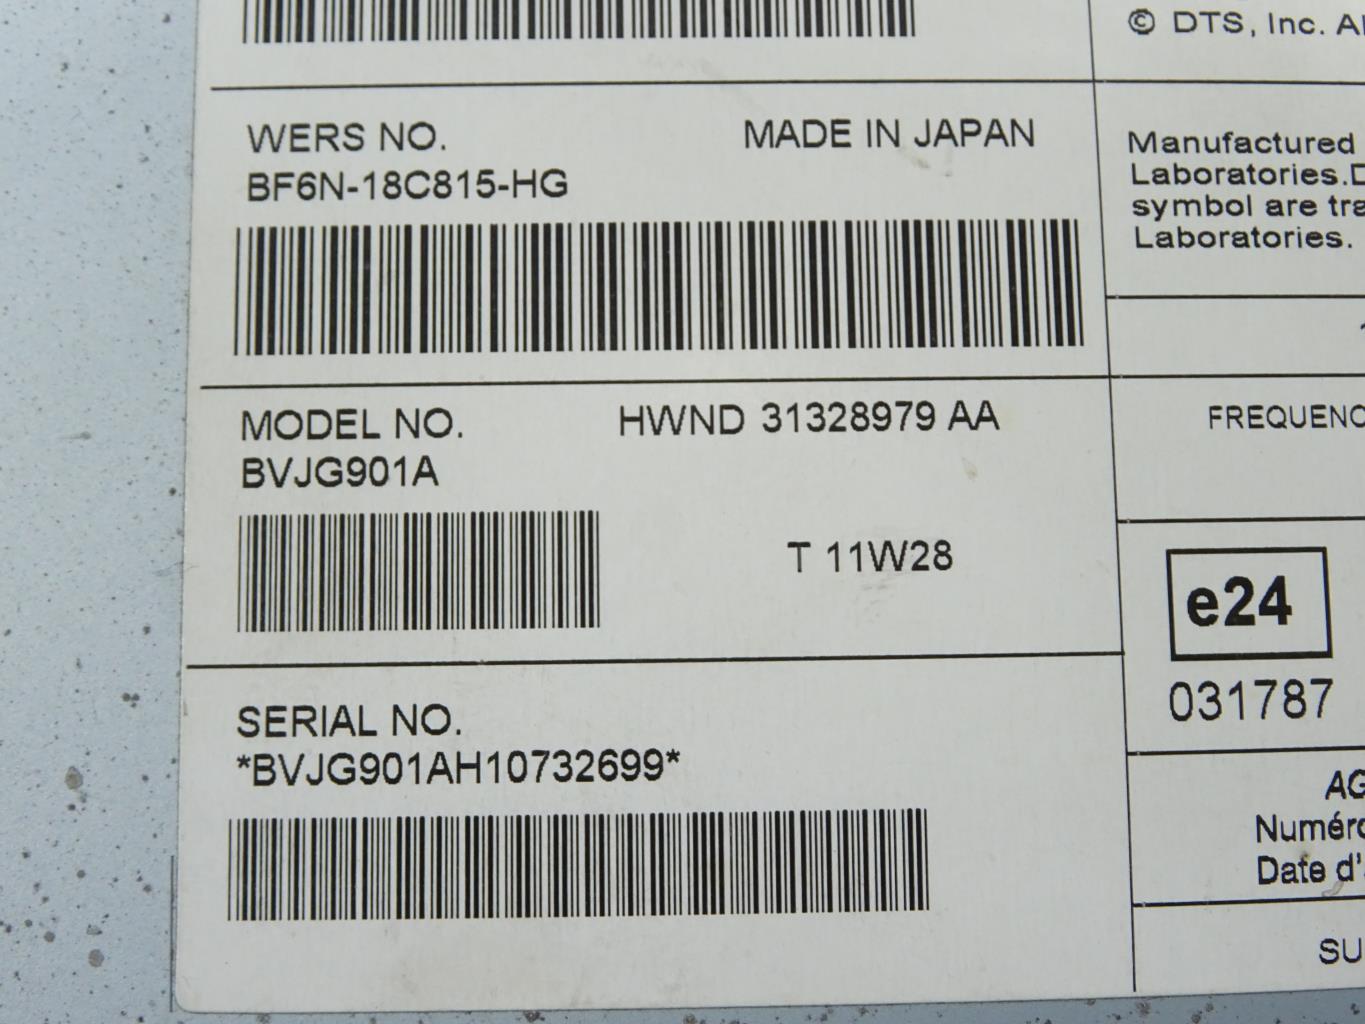 © DTS, Inc.
WERS NO.
MADE IN JAPAN
BF6N-18C815-HG
Manufactured
Laboratories.
symbol are
Laboratories.
MODEL NO.
HWND 31328979 AA
BVJG901A
FREQUENC
T 11W28
e24
031787
SERIAL NO.
*BVJG901AH10732699*
AG
Numéro
Date d'
SU